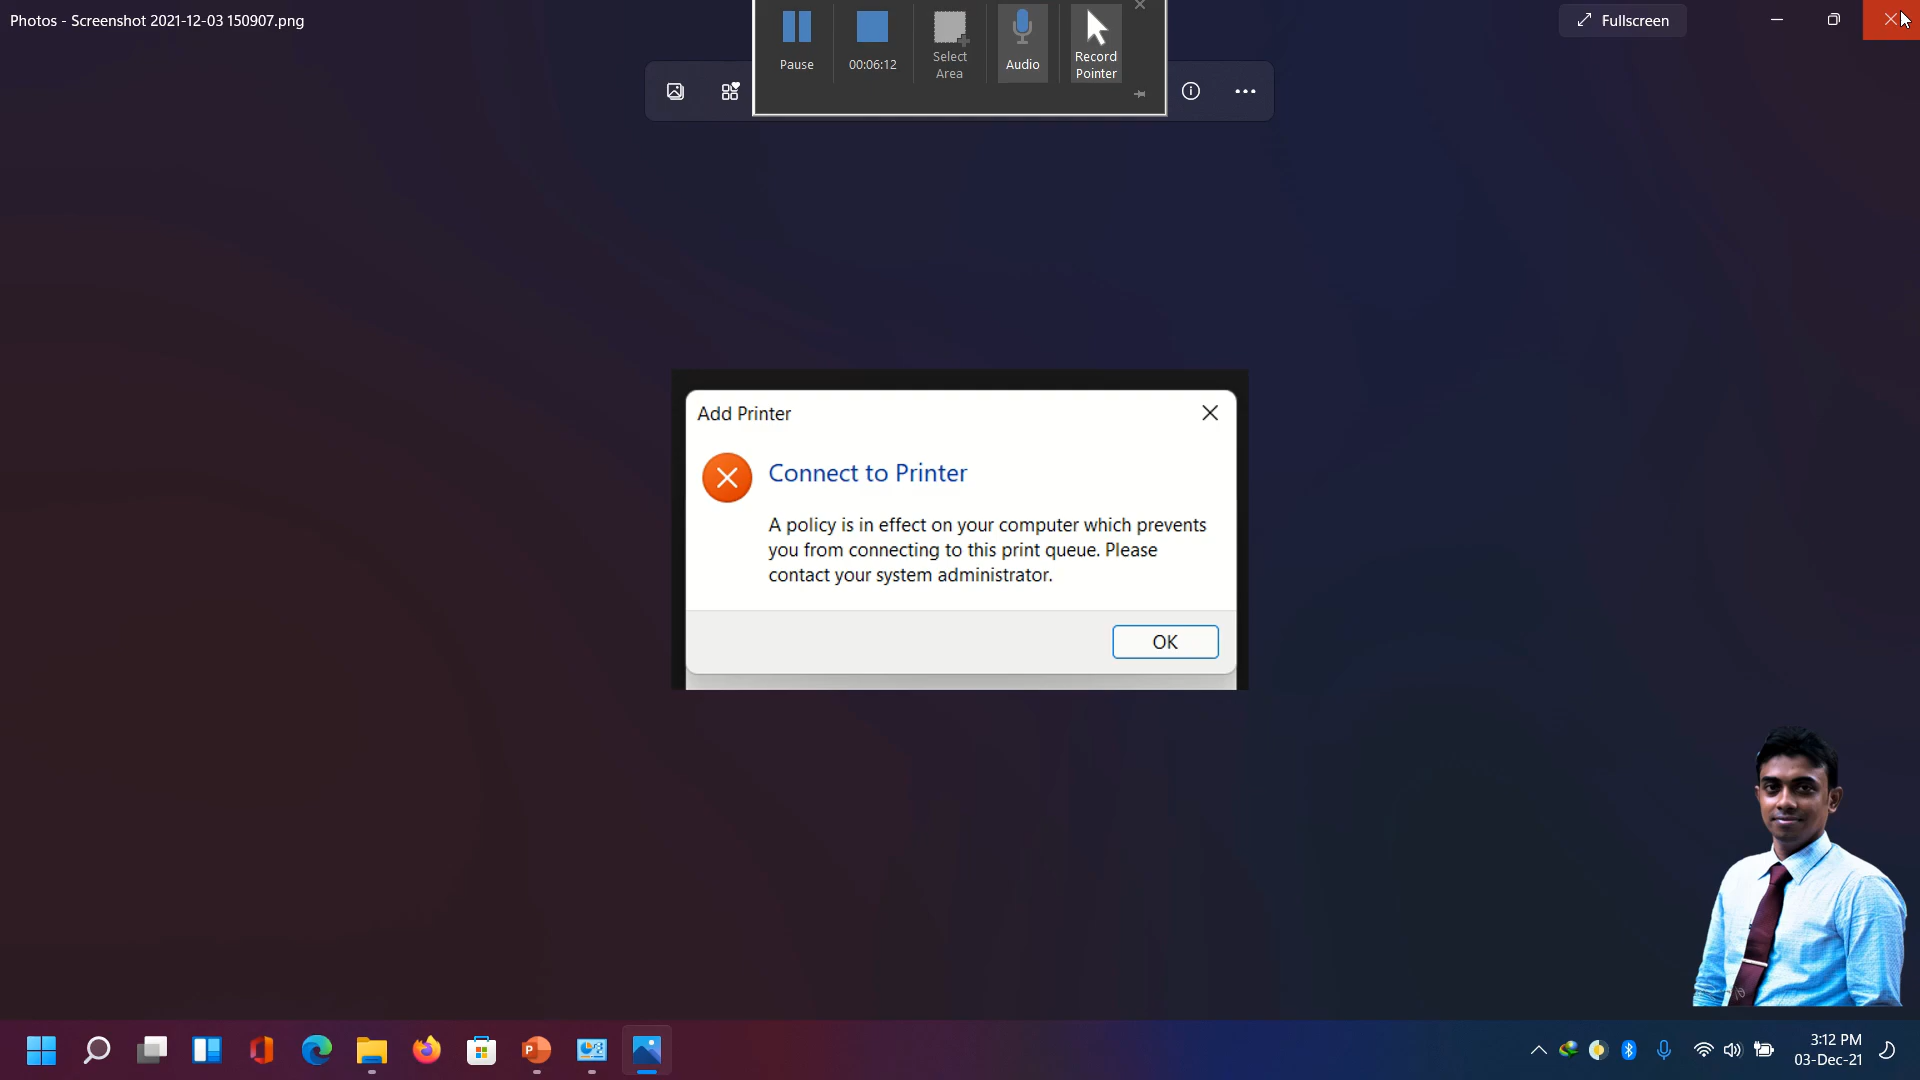 Photos - Screenshot 2021-12-03 150907.png
Fullscreen
Pause
00:06:12
Select
Area
Audio
Record
Pointer
Add Printer
Connect to Printer
A policy is in effect on your computer which prevents
you from connecting to this print queue. Please
contact your system administrator.
OK
3:12 PM
03-Dec-21